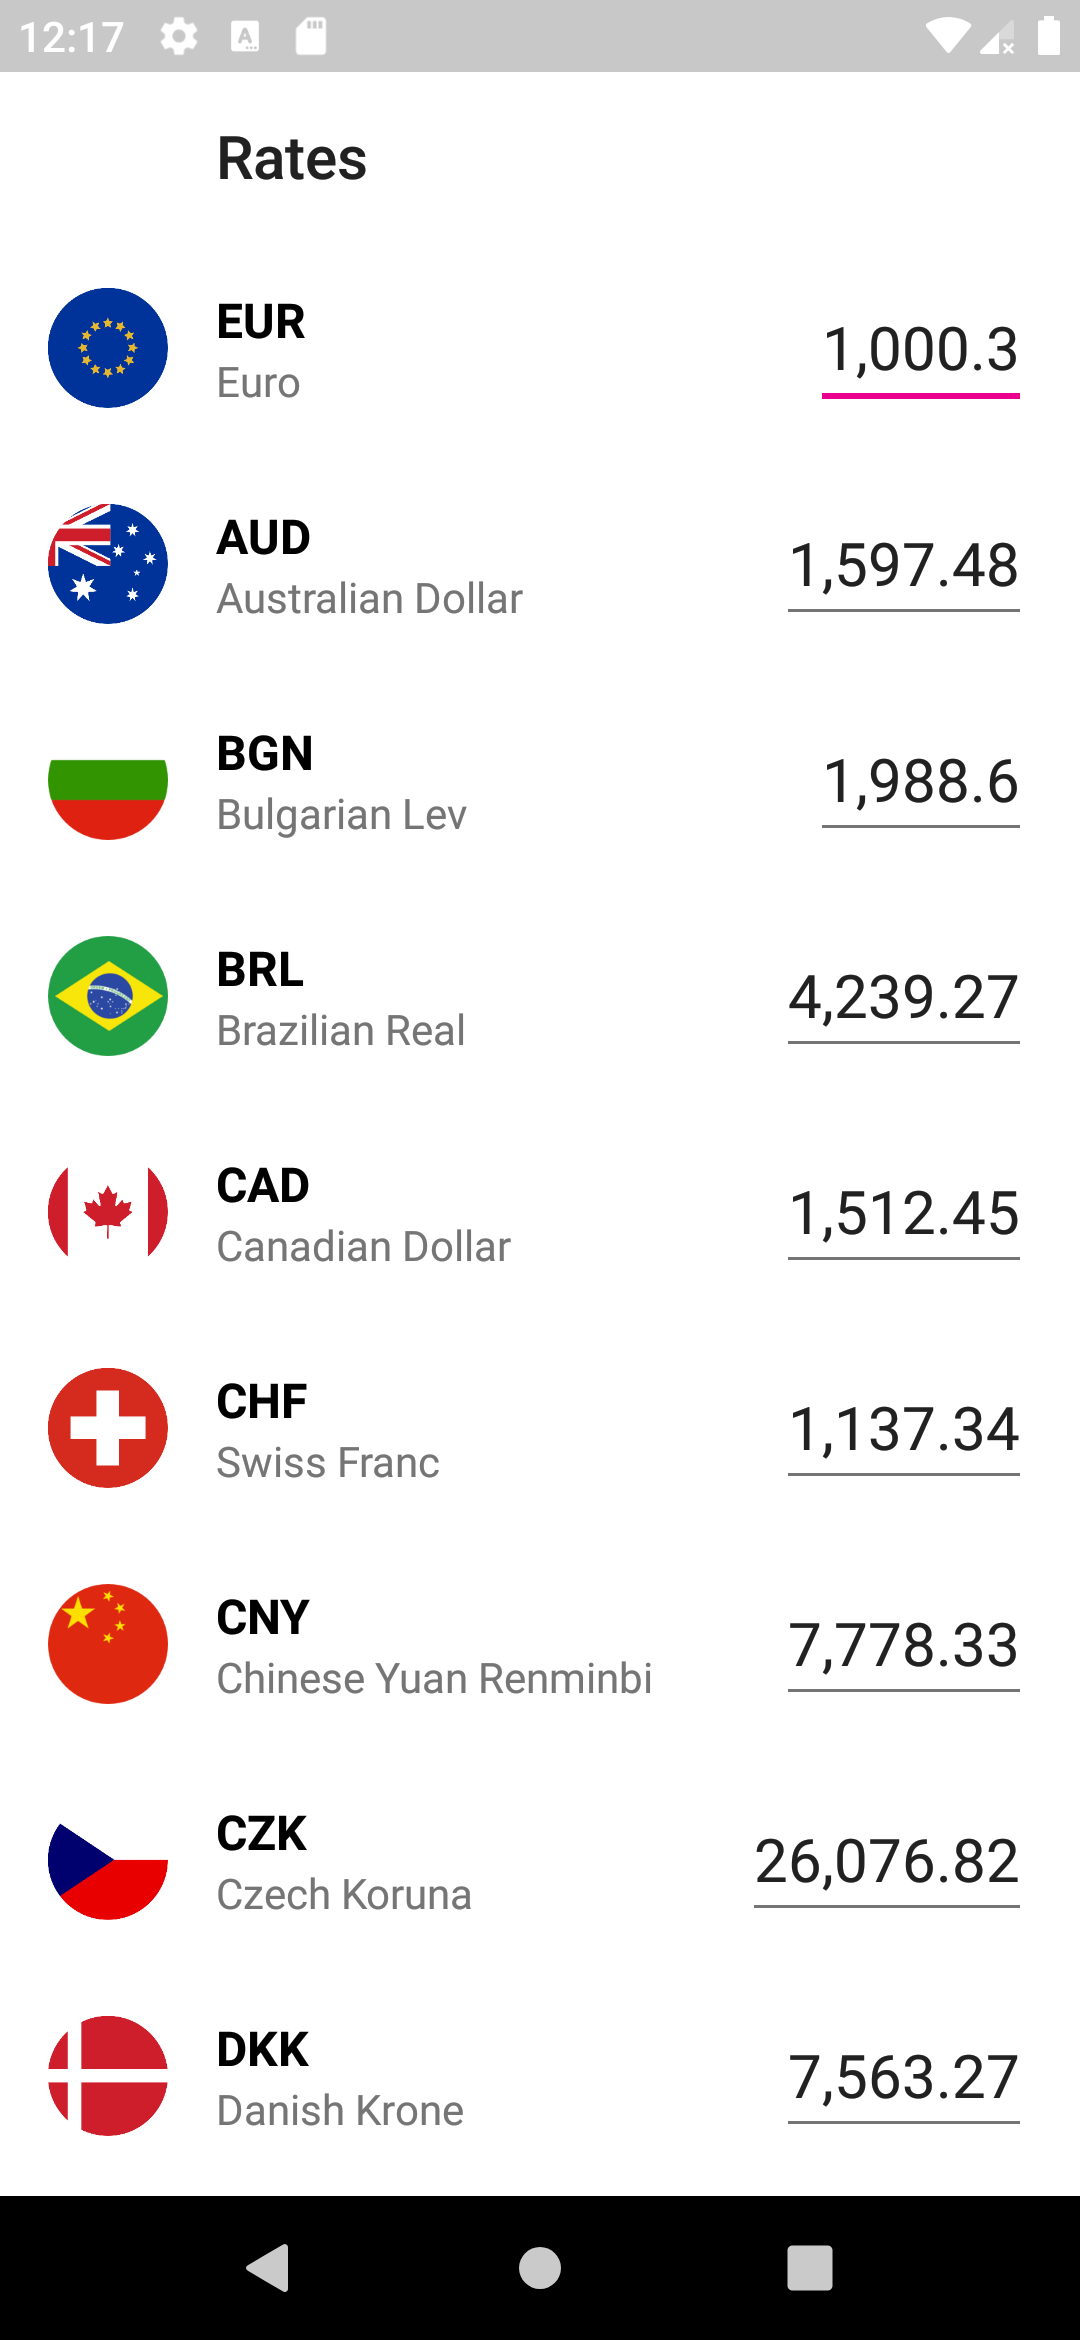 12:17
Rates
EUR
Euro
1,000.3
AUD
Australian Dollar
1,597.48
BGN
Bulgarian Lev
1,988.6
BRL
Brazilian Real
4,239.27
CAD
Canadian Dollar
1,512.45
CHF
Swiss Franc
1,137.34
CNY
Chinese Yuan Renminbi
7,778.33
CZK
Czech Koruna
26,076.82
DKK
Danish Krone
7,563.27